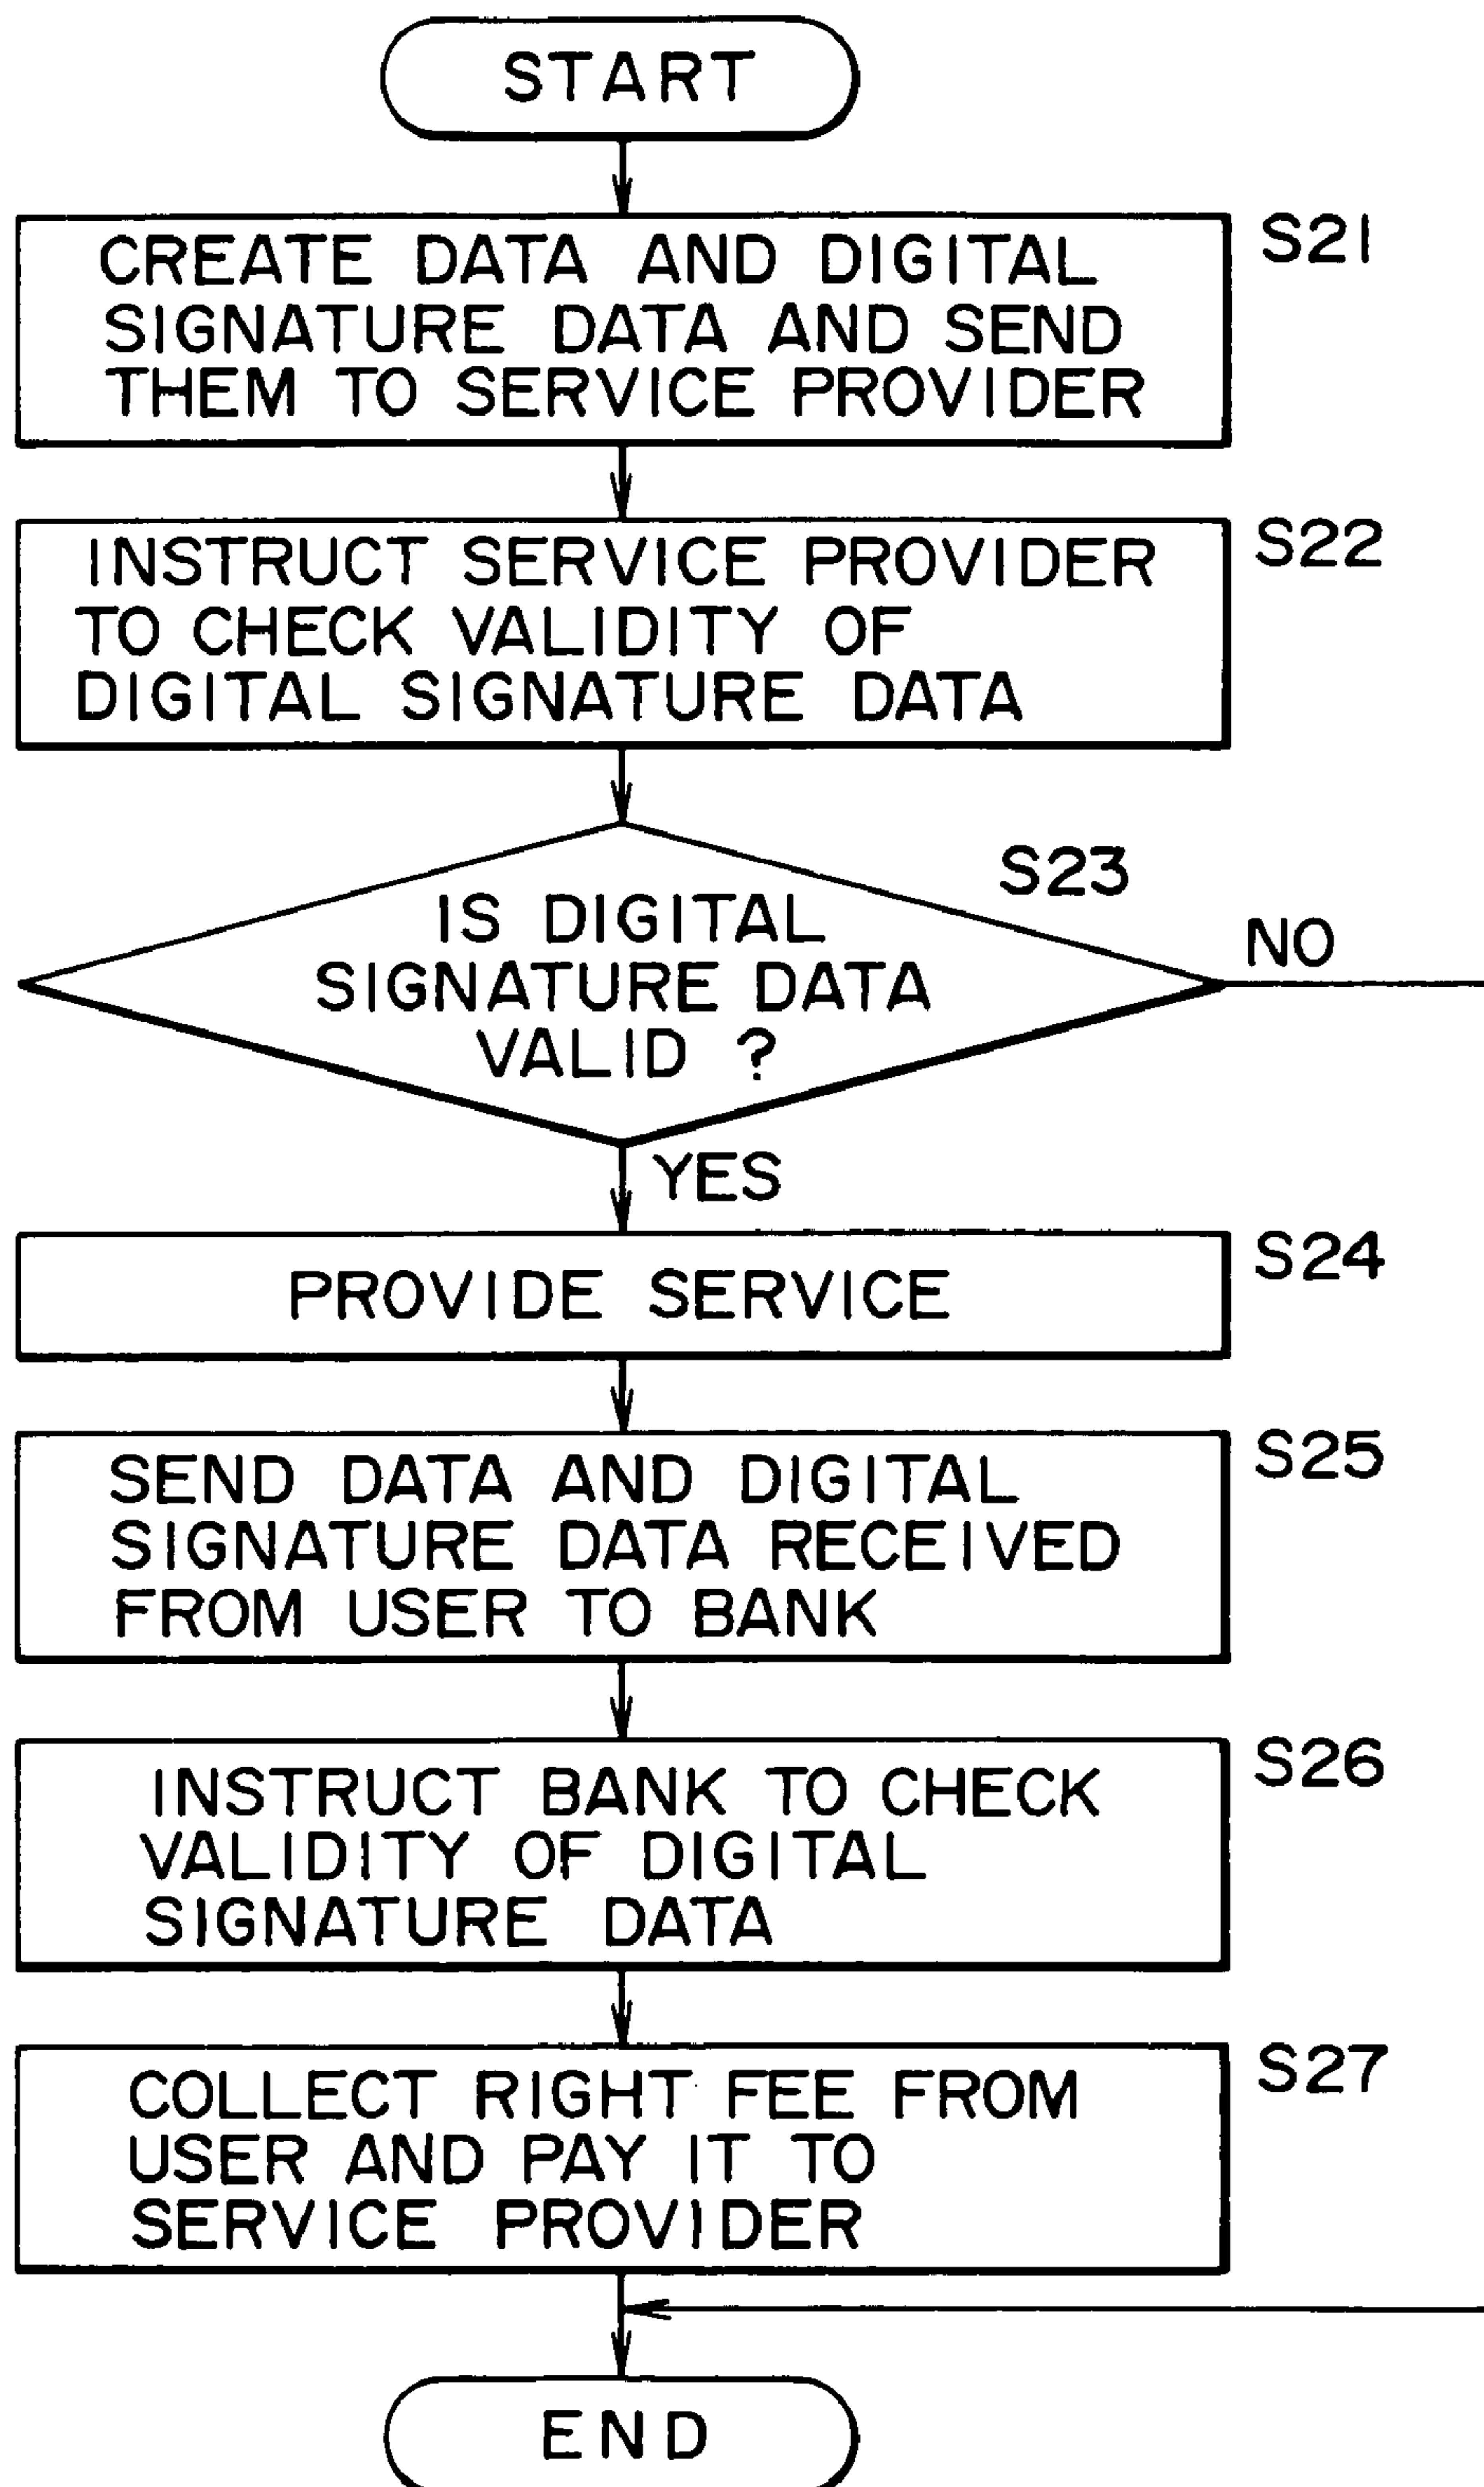 START
S21
CREATE DATA AND DIGITAL
SIGNATURE DATA AND SEND
THEM TO SERVICE PROVIDER
S22
INSTRUCT SERVICE PROVIDER
TO CHECK VALIDITY OF
DIGITAL SIGNATURE DATA
S23
IS DIGITAL
SIGNATURE DATA
VALID ?
NO
YES
S24
PROVIDE SERVICE
S25
SEND DATA AND DIGITAL
SIGNATURE DATA RECEIVED
FROM USER TO BANK
S26
INSTRUCT BANK TO CHECK
VALIDITY OF DIGITAL
SIGNATURE DATA
S27
COLLECT RIGHT FEE FROM
USER AND PAY IT TO
SERVICE PROVIDER
END